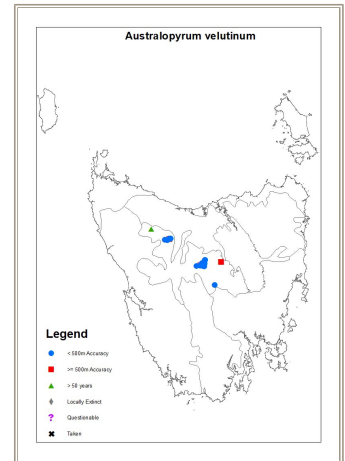 Australopyrum velutinum
Legend
< 500m Accuracy
>= 500m Accuracy
> 50 years
Locally Extinct
? Questionable
Taken